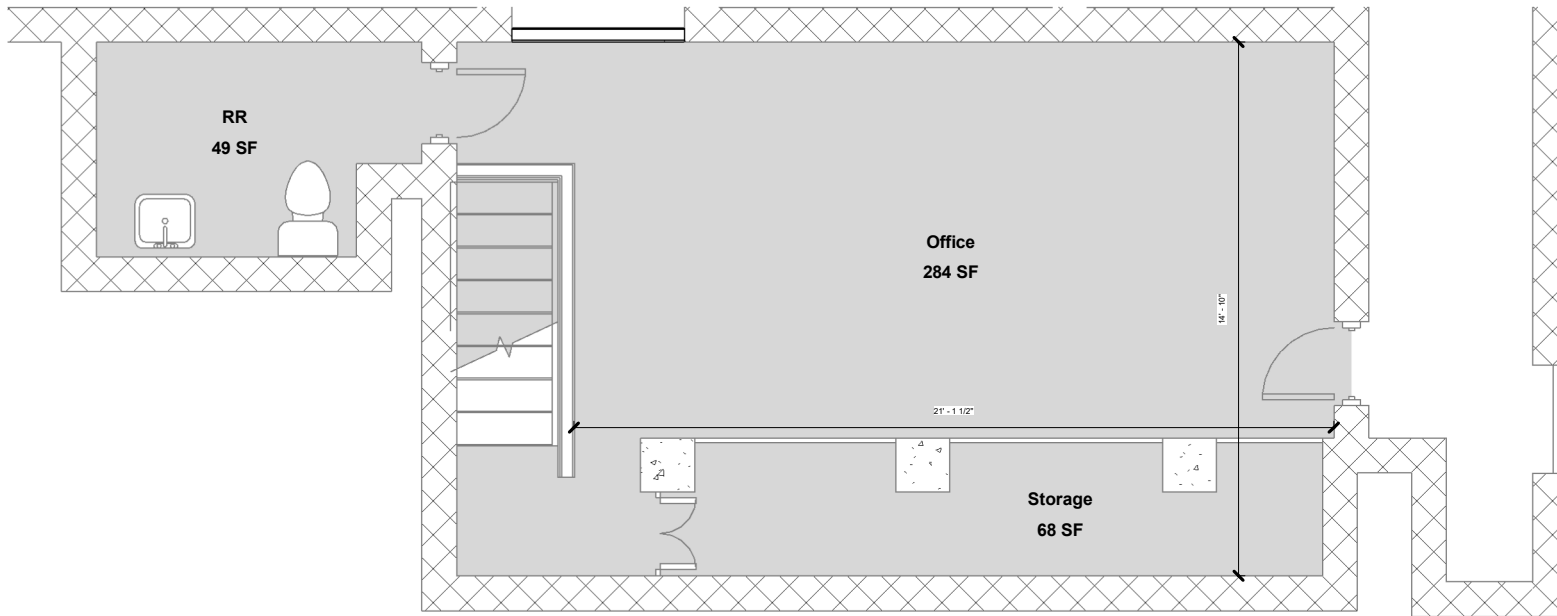 RR
49 SF
Office
284 SF
14' - 10"
21' - 1 1/2"
Storage
68 SF